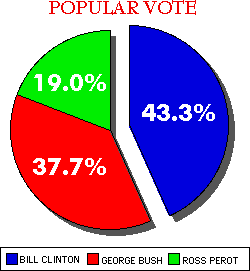 POPULAR VOTE
19.0%
43.3%
37.7%
BILL CLINTON GEORGE BUSH ROSS PEROT